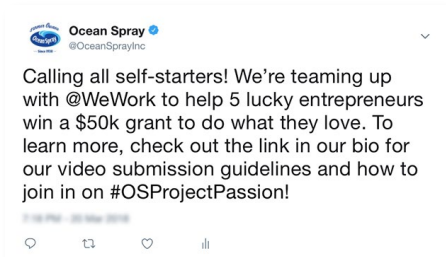 Ocean Spray
@OceanSprayInc
Calling all self-starters! We're teaming up
with @WeWork to help 5 lucky entrepreneurs
win a $50k grant to do what they love. To
learn more, check out the link in our bio for
our video submission guidelines and how to
join in on #OSProjectPassion!